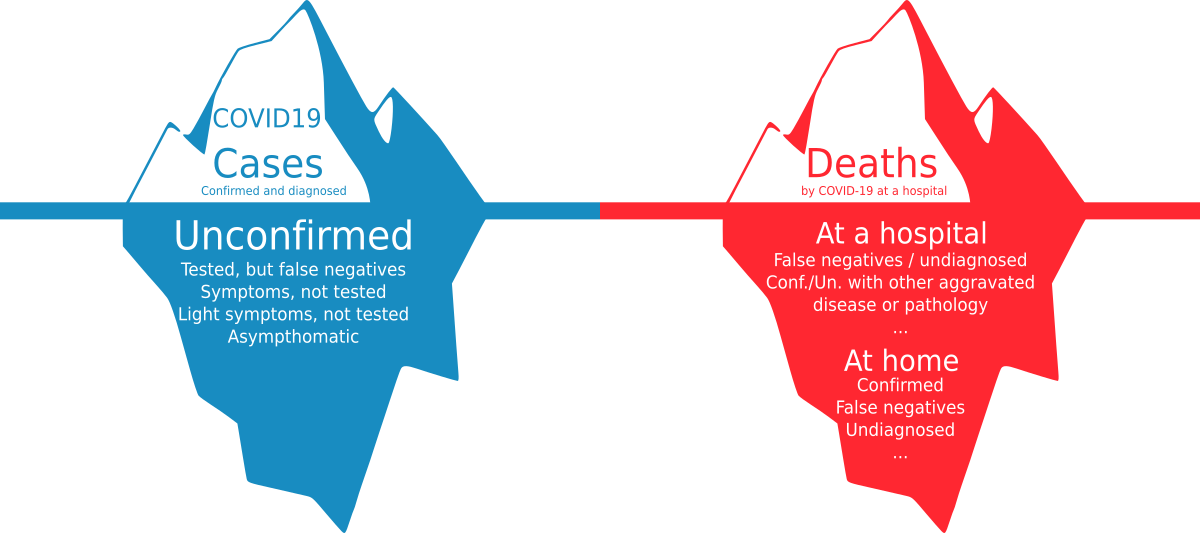 COVID19
Cases
Confirmed and diagnosed
Unconfirmed
Tested, but false negatives
Symptoms, not tested
Light symptoms, not tested
Asympthomatic
Deaths
by COVID-19 at a hospital
At a hospital
False negatives / undiagnosed
Conf./Un. with other aggravated
disease or pathology
...
At home
Confirmed
False negatives
Undiagnosed
...